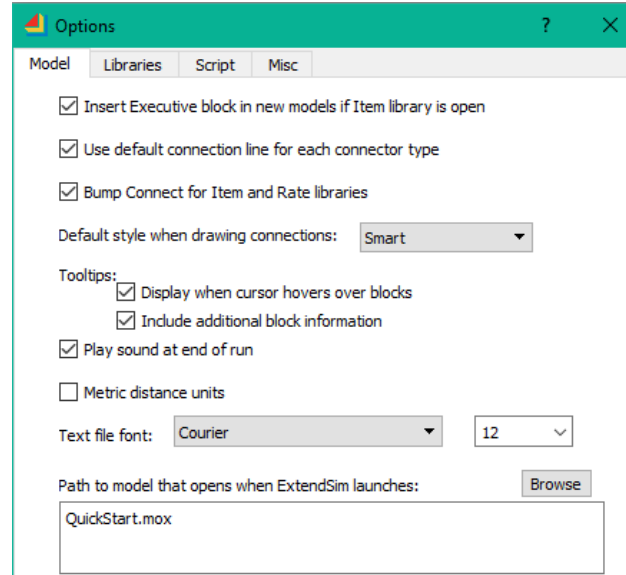 Options ?
Model Libraries Script Misc
Insert Executive block in new models if Item library is open
Use default connection line for each connector type
Bump Connect for Item and Rate libraries
Default style when drawing connections: Smart
Tooltips:
Display when cursor hovers over blocks
Include additional block information
Play sound at end of run
Metric distance units
Text file font: Courier 12
Path to model that opens when ExtendSim launches: Browse
QuickStart.mox